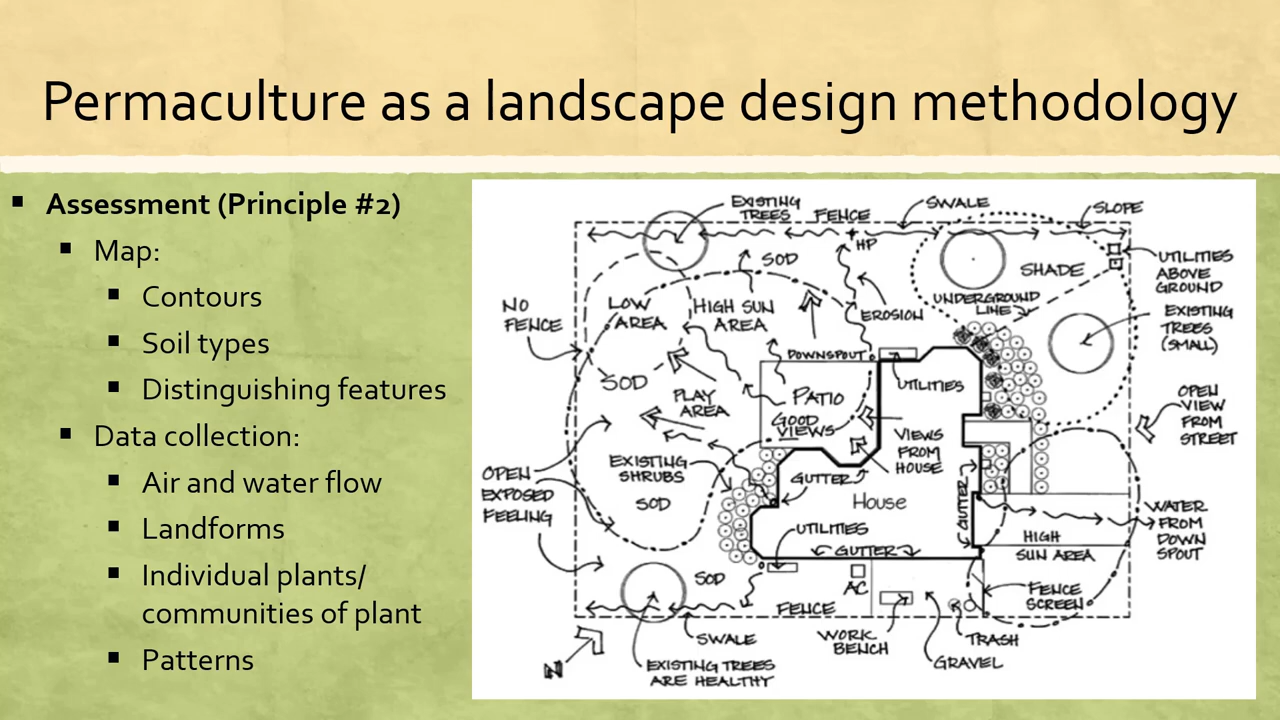 Permaculture as a landscape design methodology
Assessment (Principle #2)
Map:
Contours
Soil types
Distinguishing features
Data collection:
Air and water flow
Landforms
Individual plants/
communities of plant
Patterns
EXISTING
TREES
FENCE
SWALE
SLOPE
HP
SOD
SHADE
UTILITIES
ABOVE
GROUND
NO
FENCE
LOW
AREA
HIGH SUN
AREA
EROSION
UNDERGROUND
LINE
EXISTING
TREES
(SMALL)
DOWNSPOUT
UTILITIES
SOD
PLAY
AREA
PATIO
GOOD
VIEWS
VIEWS
FROM
HOUSE
OPEN
VIEW
FROM
STREET
OPEN
EXPOSED
FEELING
EXISTING
SHRUBS
SOD
GUTTER
House
GUTTER
UTILITIES
GUTTER
WATER
FROM
DOWN
SPOUT
HIGH
SUN AREA
SOD
AC
FENCE
FENCE
SCREEN
WORK
BENCH
TRASH
GRAVEL
SWALE
N
EXISTING TREES
ARE HEALTHY